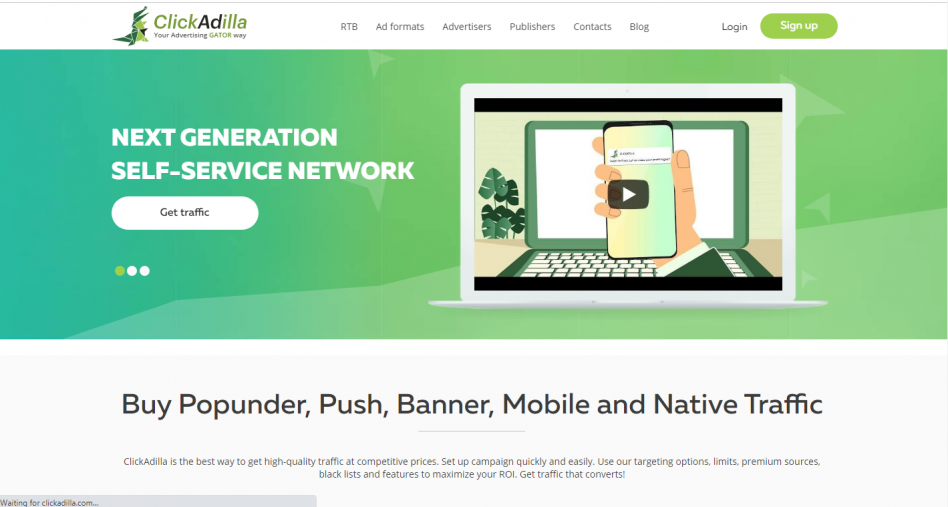 ClickAdilla
Your Advertising GATOR way
RTB
Ad formats
Advertisers
Publishers
Contacts
Blog
Login
Sign up
NEXT GENERATION
SELF-SERVICE NETWORK
Get traffic
Buy Popunder, Push, Banner, Mobile and Native Traffic
ClickAdilla is the best way to get high-quality traffic at competitive prices. Set up campaign quickly and easily. Use our targeting options, limits, premium sources,
black lists and features to maximize your ROI. Get traffic that converts!
Waiting for clickadilla.com...